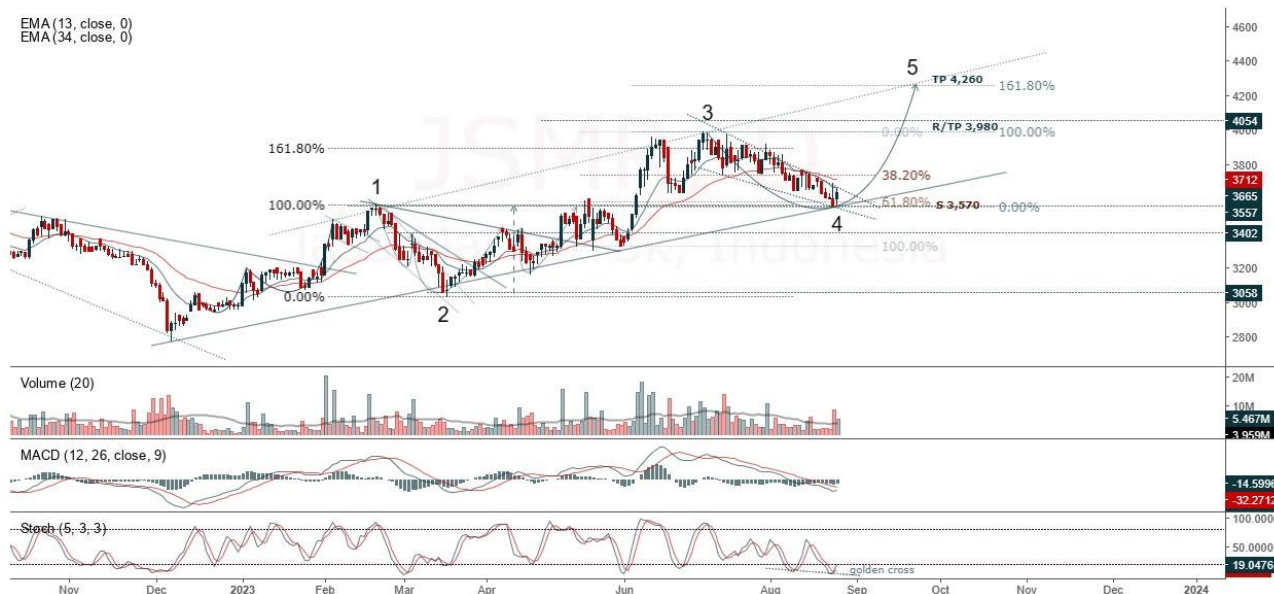 EMA (13, close, 0)
EMA (34, close, 0)
4600
4400
5
TP 4,260
161.80%
4200
4054
3
0.00%
R/TP 3,980
100.00%
4000
161.80%
3800
38.20%
3712
1
3665
100.00%
61.80%
S 3,570
0.00%
3557
4
3402
100.00%
Tbk, Indonesia
3200
0.00%
3058
3000
2
2800
Volume (20)
20M
10M
5.467M
3.959M
MACD (12, 26, close, 9)
-14.5996
-32.2712
Stoch (5, 3, 3)
100.0000
50.0000
golden cross
19.0476
Nov Dec 2023 Feb Mar Apr Jun Aug Sep Oct Nov Dec 2024